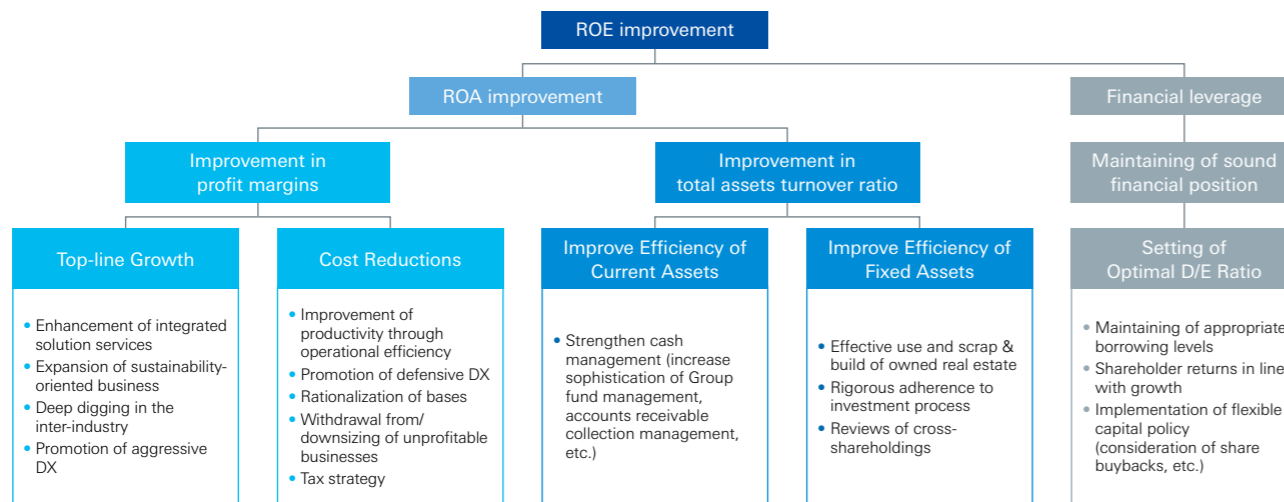 ROE improvement
ROA improvement
Financial leverage
Improvement in
profit margins
Improvement in
total assets turnover ratio
Maintaining of sound
financial position
Top-line Growth
• Enhancement of integrated
solution services
• Expansion of sustainability-
oriented business
• Deep digging in the
inter-industry
• Promotion of aggressive
DX
Cost Reductions
• Improvement of
productivity through
operational efficiency
• Promotion of defensive DX
• Rationalization of bases
• Withdrawal from/
downsizing of unprofitable
businesses
• Tax strategy
Improve Efficiency of
Current Assets
• Strengthen cash
management (increase
sophistication of Group
fund management,
accounts receivable
collection management,
etc.)
Improve Efficiency of
Fixed Assets
• Effective use and scrap &
build of owned real estate
• Rigorous adherence to
investment process
• Reviews of cross-
shareholdings
Setting of
Optimal D/E Ratio
• Maintaining of appropriate
borrowing levels
• Shareholder returns in line
with growth
• Implementation of flexible
capital policy
(consideration of share
buybacks, etc.)